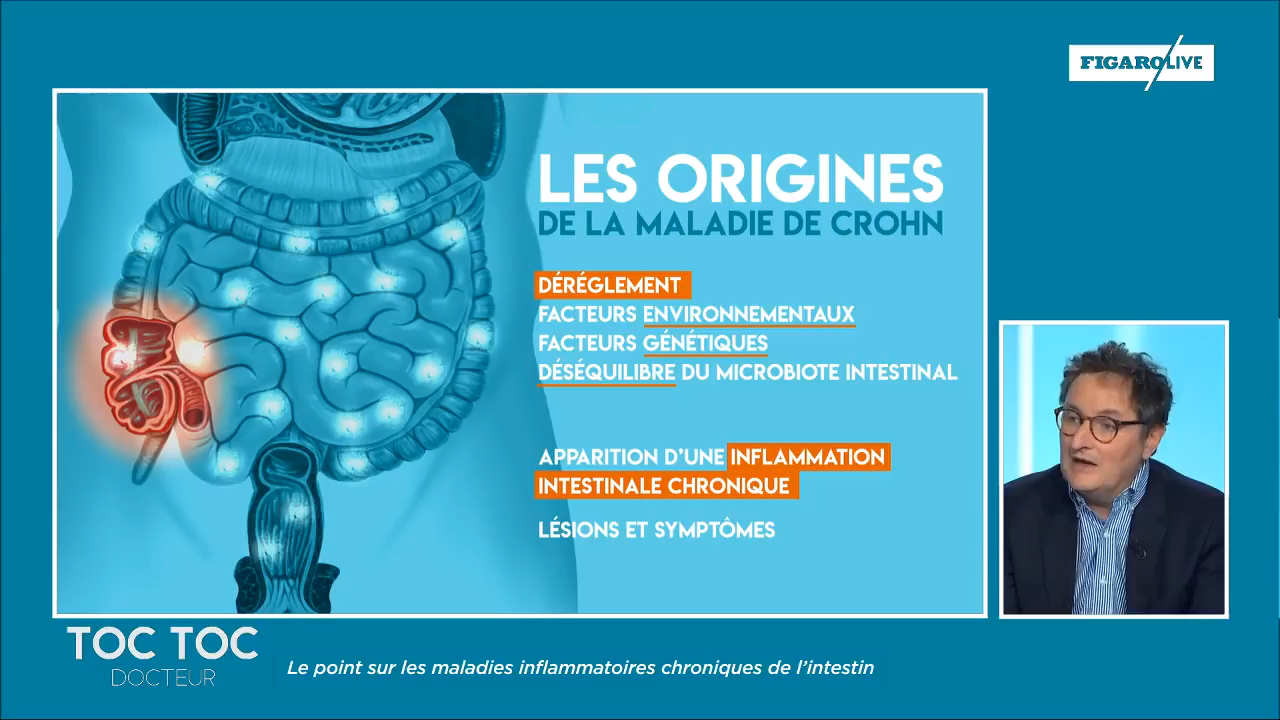 FIGAROLIVE
LES ORIGINES
DE LA MALADIE DE CROHN
DÉRÉGLEMENT
FACTEURS ENVIRONNEMENTAUX
FACTEURS GÉNÉTIQUES
DÉSÉQUILIBRE DU MICROBIOTE INTESTINAL
APPARITION D'UNE INFLAMMATION
INTESTINALE CHRONIQUE
LÉSIONS ET SYMPTÔMES
TOC TOC
DOCTEUR
Le point sur les maladies inflammatoires chroniques de l'intestin